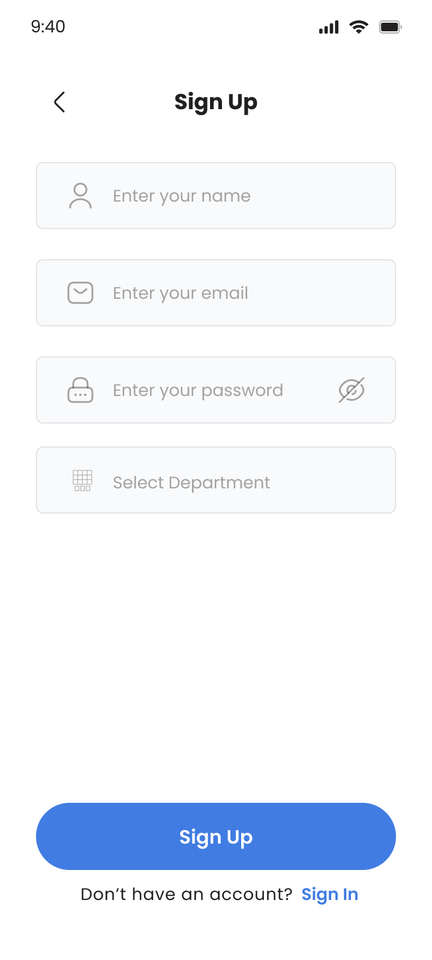 9:40
Sign Up
Enter your name
Enter your email
Enter your password
Select Department
Sign Up
Don’t have an account? Sign In